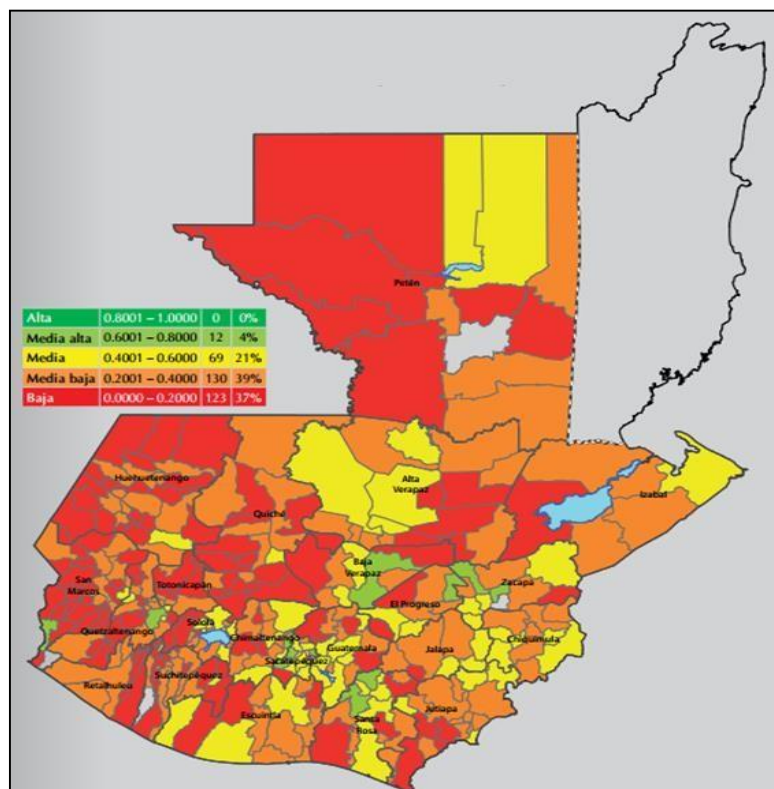 Petén
Alta 0.8001 – 1.0000 0 0%
Media alta 0.6001 – 0.8000 12 4%
Media 0.4001 – 0.6000 69 21%
Media baja 0.2001 – 0.4000 130 39%
Baja 0.0000 – 0.2000 123 37%
Huehuetenango
Alta
Verapaz
Izabal
Quiché
Baja
Verapaz
San
Marcos
Totonicapán
Zacapa
El Progreso
Quetzaltenango
Sololá
Chimaltenango
Guatemala
Jalapa
Chiquimula
Sacatepéquez
Retalhuleu
Suchitepéquez
Escuintla
Santa
Rosa
Jutiapa